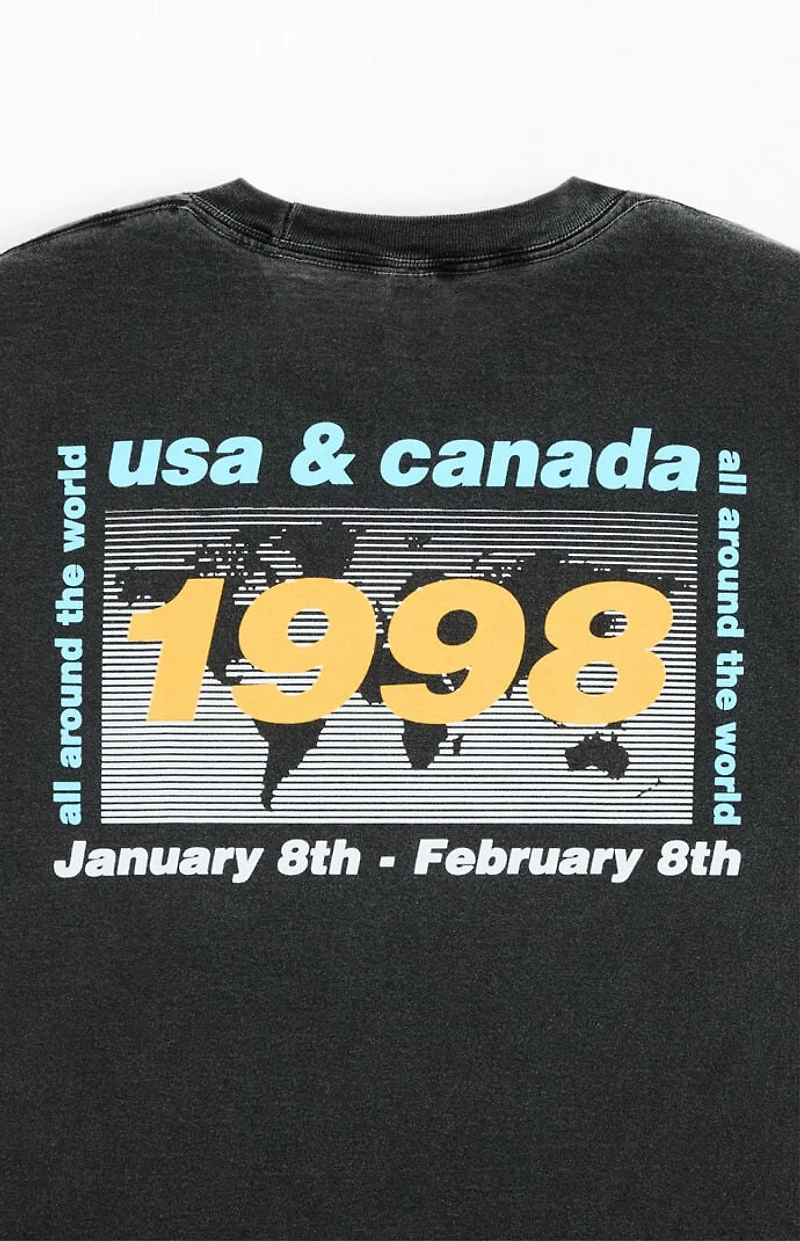 usa & canada
all around the world
1998
all around the world
January 8th - February 8th